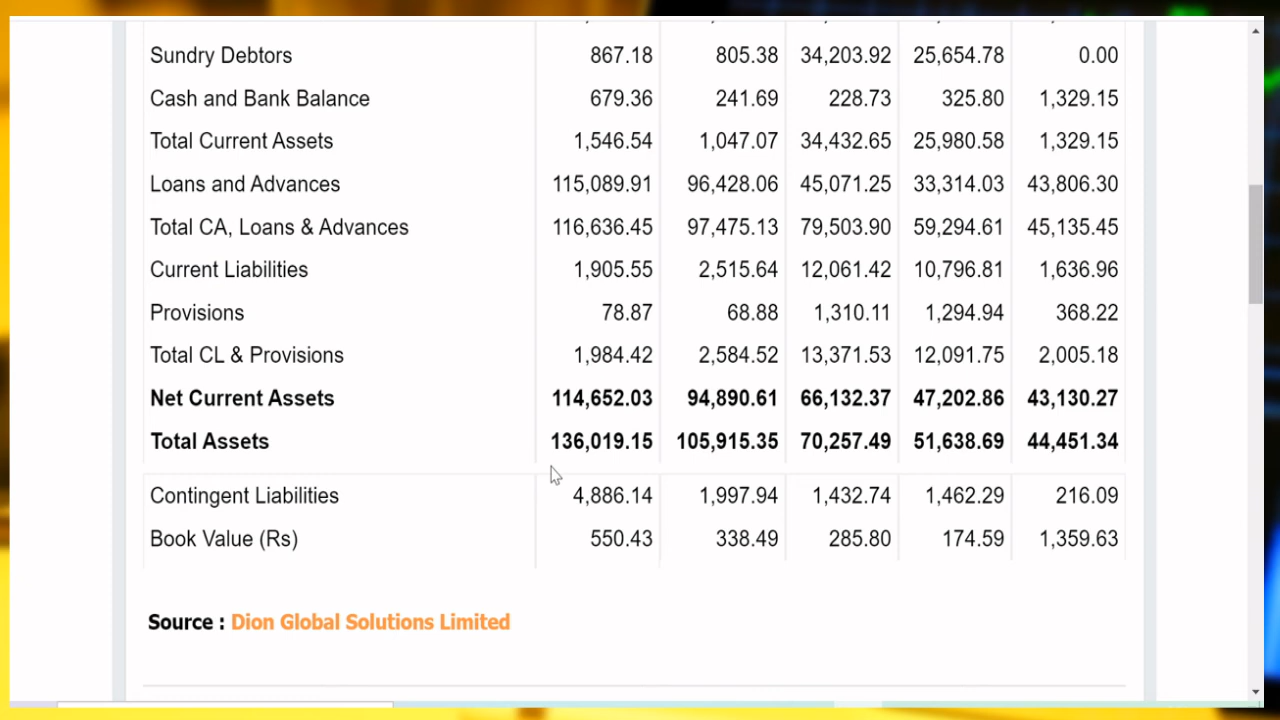 Sundry Debtors 867.18 805.38 34,203.92 25,654.78 0.00
Cash and Bank Balance 679.36 241.69 228.73 325.80 1,329.15
Total Current Assets 1,546.54 1,047.07 34,432.65 25,980.58 1,329.15
Loans and Advances 115,089.91 96,428.06 45,071.25 33,314.03 43,806.30
Total CA, Loans & Advances 116,636.45 97,475.13 79,503.90 59,294.61 45,135.45
Current Liabilities 1,905.55 2,515.64 12,061.42 10,796.81 1,636.96
Provisions 78.87 68.88 1,310.11 1,294.94 368.22
Total CL & Provisions 1,984.42 2,584.52 13,371.53 12,091.75 2,005.18
Net Current Assets 114,652.03 94,890.61 66,132.37 47,202.86 43,130.27
Total Assets 136,019.15 105,915.35 70,257.49 51,638.69 44,451.34
Contingent Liabilities 4,886.14 1,997.94 1,432.74 1,462.29 216.09
Book Value (Rs) 550.43 338.49 285.80 174.59 1,359.63
Source : Dion Global Solutions Limited